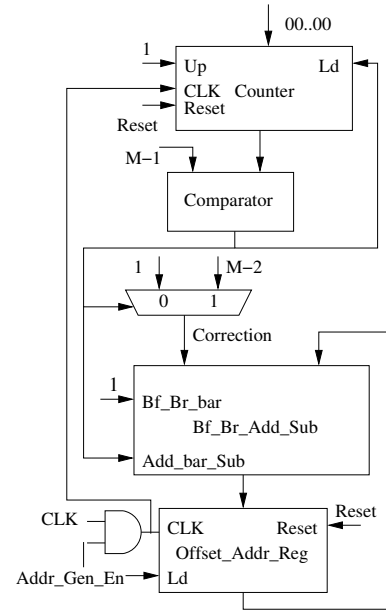 00..00
1
Up
Ld
CLK
Counter
Reset
Reset
M-1
Comparator
1
M-2
0
1
Correction
1
Bf_Br_bar
Bf_Br_Add_Sub
Add_bar_Sub
CLK
CLK
Reset
Reset
Offset_Addr_Reg
Addr_Gen_En
Ld